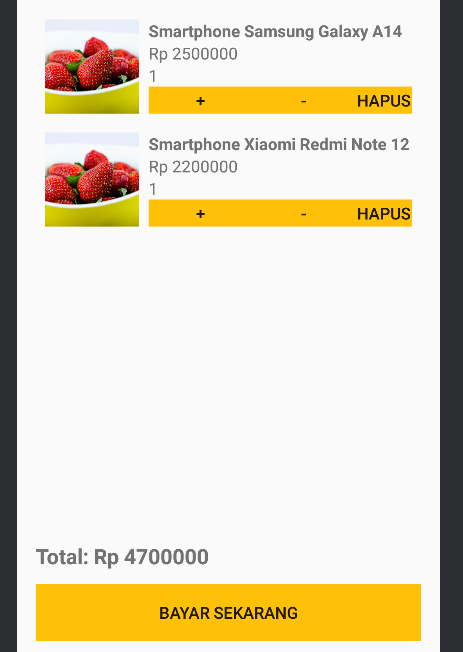 Smartphone Samsung Galaxy A14
Rp 2500000
1
+ - HAPUS
Smartphone Xiaomi Redmi Note 12
Rp 2200000
1
+ - HAPUS
Total: Rp 4700000
BAYAR SEKARANG